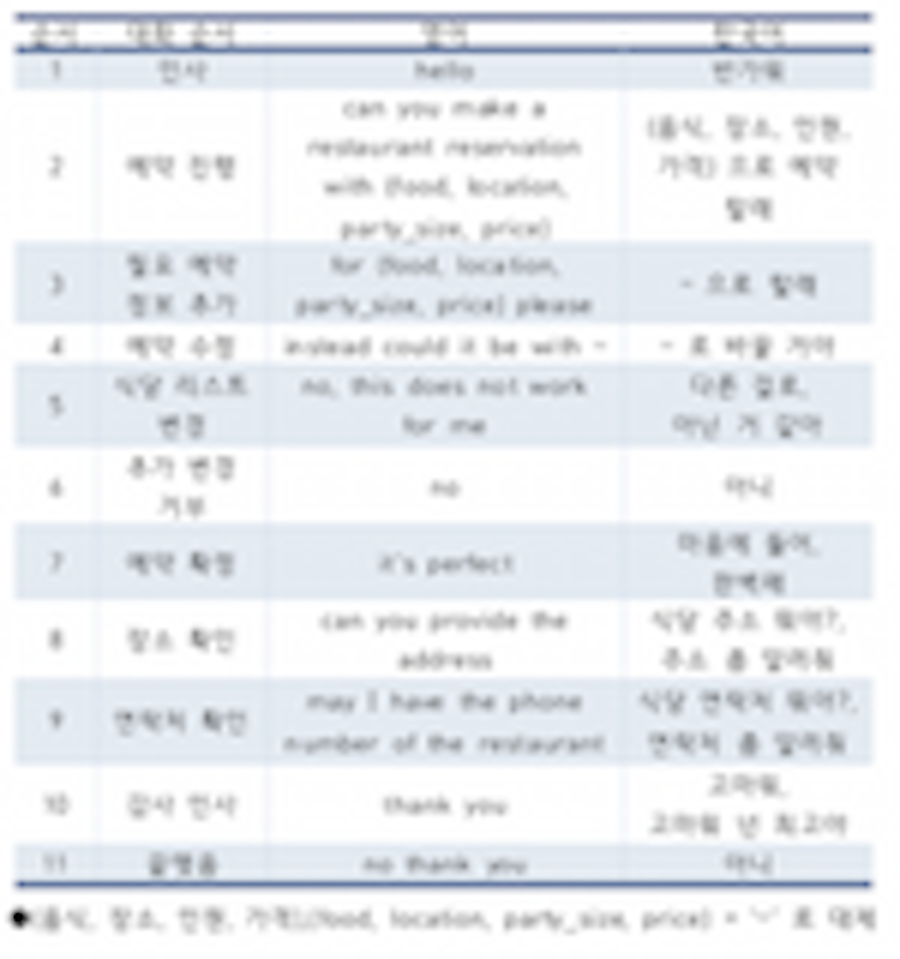 순서 대화 순서 영어 한국어
1 인사 hello 반가워
2 예약 진행
can you make a
restaurant reservation
with (food, location,
party_size, price)
(음식, 장소, 인원,
가격) 으로 예약
할래
3
필요 예약
정보 추가
for (food, location,
party_size, price) please
- 으로 할래
4 예약 수정 instead could it be with ~ ~ 로 바꿀 거야
5
식당 리스트
변경
no, this does not work
for me
다른 걸로,
아닌 거 같아
6
추가 변경
거부
no 아니
7 예약 확정 it's perfect
마음에 들어,
완벽해
8 장소 확인
can you provide the
address
식당 주소 뭐야?,
주소 좀 알려줘
9 연락처 확인
may I have the phone
number of the restaurant
식당 연락처 뭐야?,
연락처 좀 알려줘
10 감사 인사 thank you
고마워,
고마워 넌 최고야
11 끝맺음 no thank you 아니
●(음식, 장소, 인원, 가격),(food, location, party_size, price) = '~' 로 대체